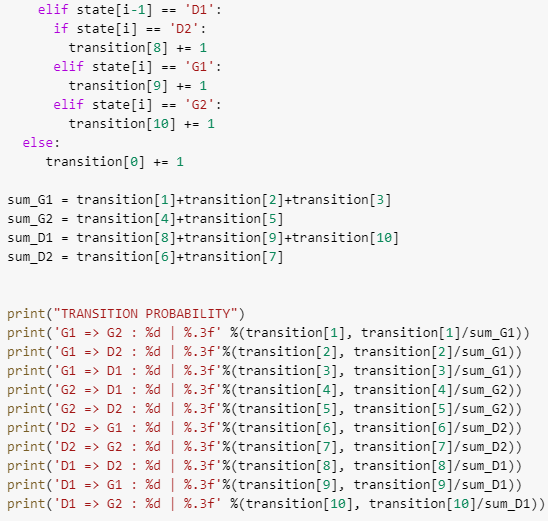 elif state[i-1] == 'D1':
if state[i] == 'D2':
transition[8] += 1
elif state[i] == 'G1':
transition[9] += 1
elif state[i] == 'G2':
transition[10] += 1
else:
transition[0] += 1
sum_G1 = transition[1]+transition[2]+transition[3]
sum_G2 = transition[4]+transition[5]
sum_D1 = transition[8]+transition[9]+transition[10]
sum_D2 = transition[6]+transition[7]
print("TRANSITION PROBABILITY")
print('G1 => G2 : %d | %.3f' %(transition[1], transition[1]/sum_G1))
print('G1 => D2 : %d | %.3f'%(transition[2], transition[2]/sum_G1))
print('G1 => D1 : %d | %.3f'%(transition[3], transition[3]/sum_G1))
print('G2 => D1 : %d | %.3f'%(transition[4], transition[4]/sum_G2))
print('G2 => D2 : %d | %.3f'%(transition[5], transition[5]/sum_G2))
print('D2 => G1 : %d | %.3f'%(transition[6], transition[6]/sum_D2))
print('D2 => G2 : %d | %.3f'%(transition[7], transition[7]/sum_D2))
print('D1 => D2 : %d | %.3f'%(transition[8], transition[8]/sum_D1))
print('D1 => G1 : %d | %.3f'%(transition[9], transition[9]/sum_D1))
print('D1 => G2 : %d | %.3f' %(transition[10], transition[10]/sum_D1))